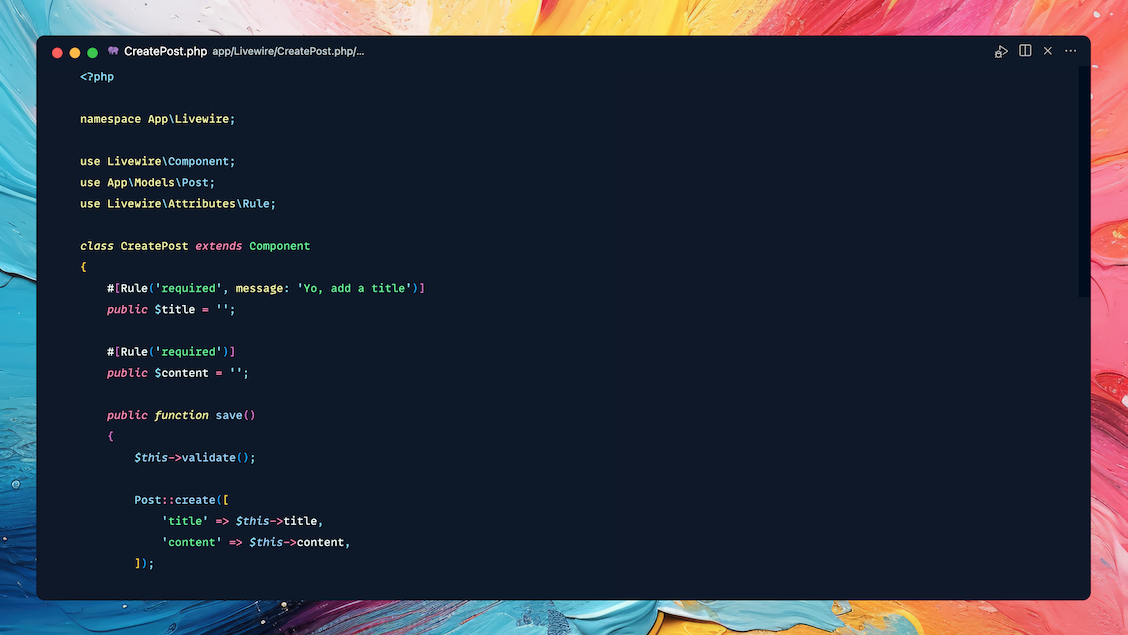 CreatePost.php app/Livewire/CreatePost.php/...
<?php
namespace App\Livewire;
use Livewire\Component;
use App\Models\Post;
use Livewire\Attributes\Rule;
class CreatePost extends Component
{
#[Rule('required', message: 'Yo, add a title')]
public $title = '';
#[Rule('required')]
public $content = '';
public function save()
{
$this->validate();
Post::create([
'title' => $this->title,
'content' => $this->content,
]);